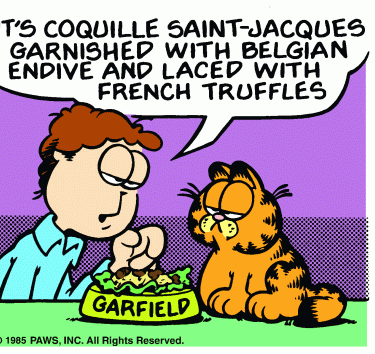 T'S COQUILLE SAINT-JACQUES
GARNISHED WITH BELGIAN
ENDIVE AND LACED WITH
FRENCH TRUFFLES
GARFIELD
© 1985 PAWS, INC. All Rights Reserved.